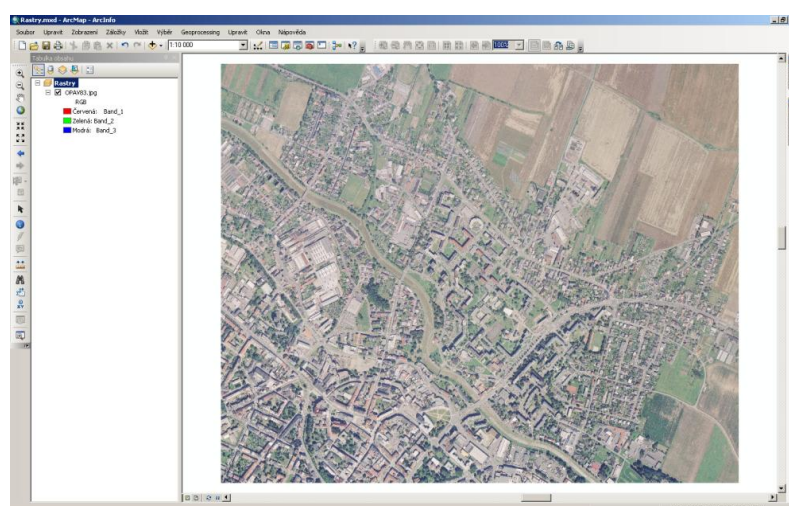 Rastry.mxd - ArcMap - ArcInfo
Soubor Upravit Zobrazení Záložky Vložit Výběr Geoprocessing Upravit Okna Nápověda
1:10 000
100%
Tabulka obsahu
Rastry
OPAV83.jpg
RGB
Červená: Band_1
Zelená: Band_2
Modrá: Band_3